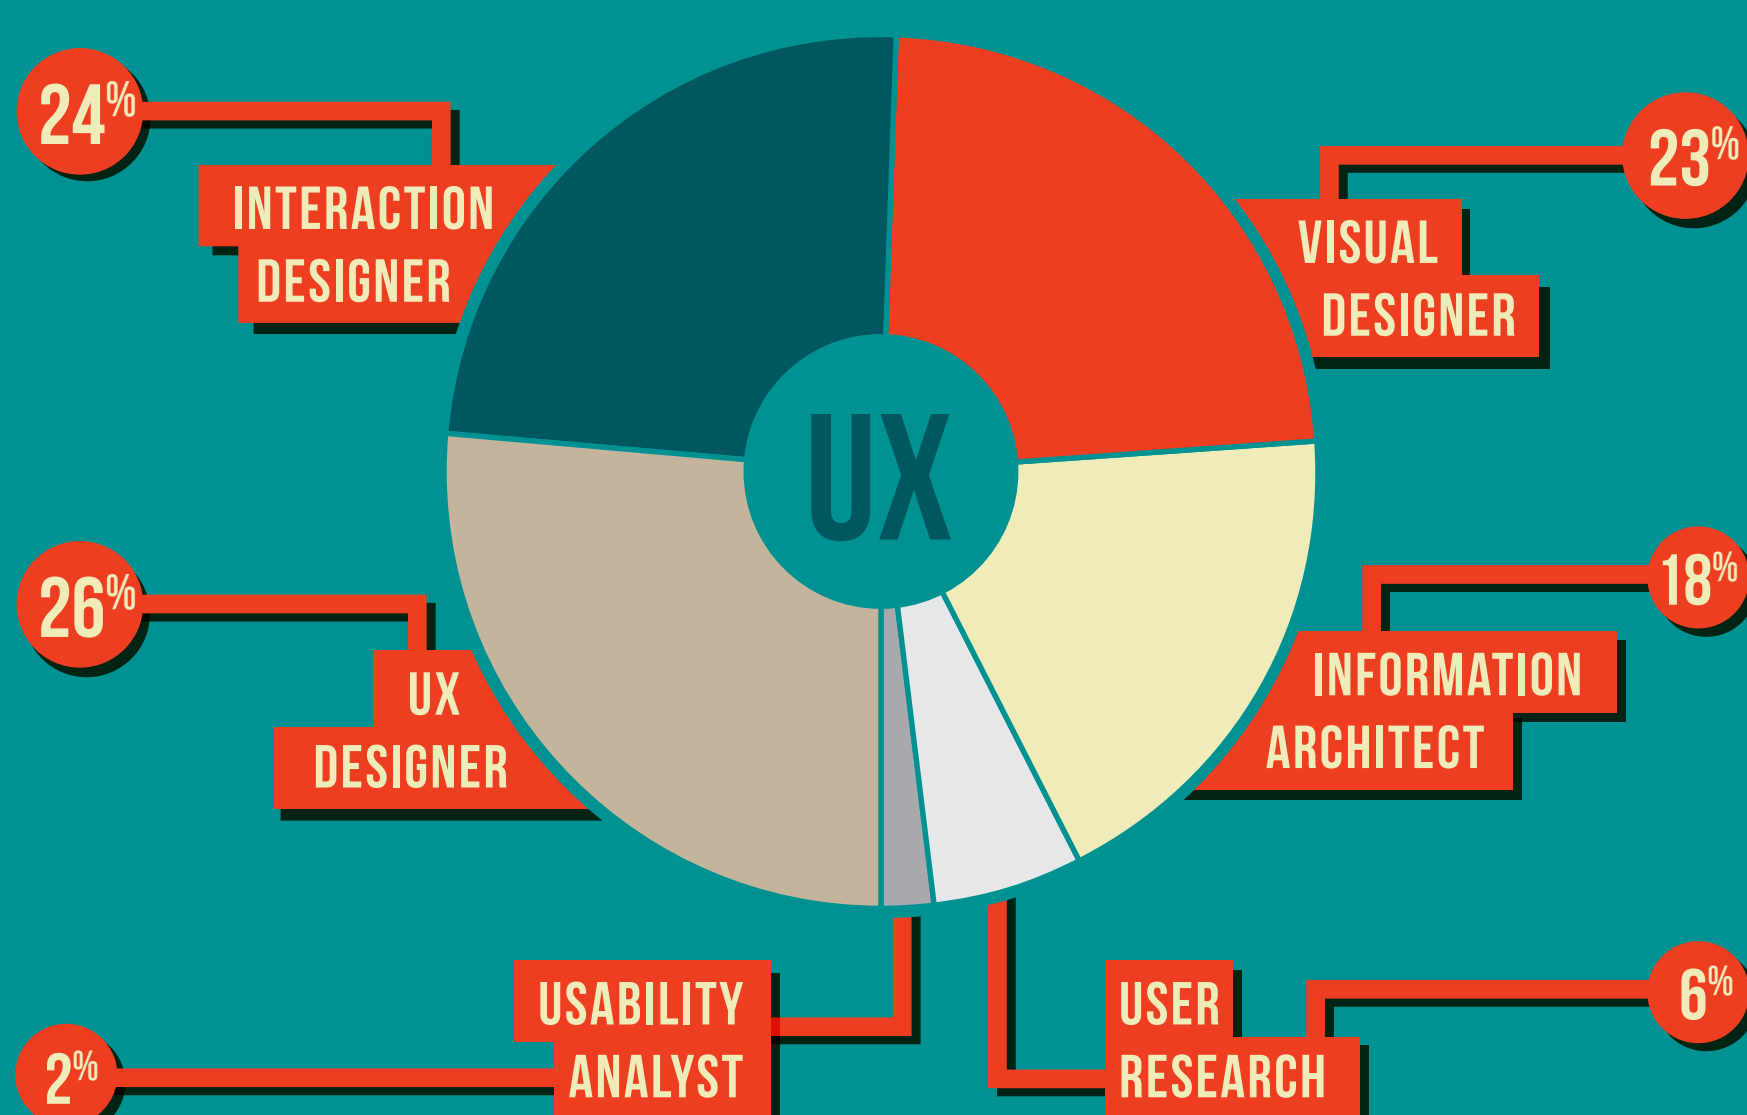 24%
INTERACTION
DESIGNER
23%
VISUAL
DESIGNER
UX
26%
UX
DESIGNER
18%
INFORMATION
ARCHITECT
2%
USABILITY
ANALYST
6%
USER
RESEARCH